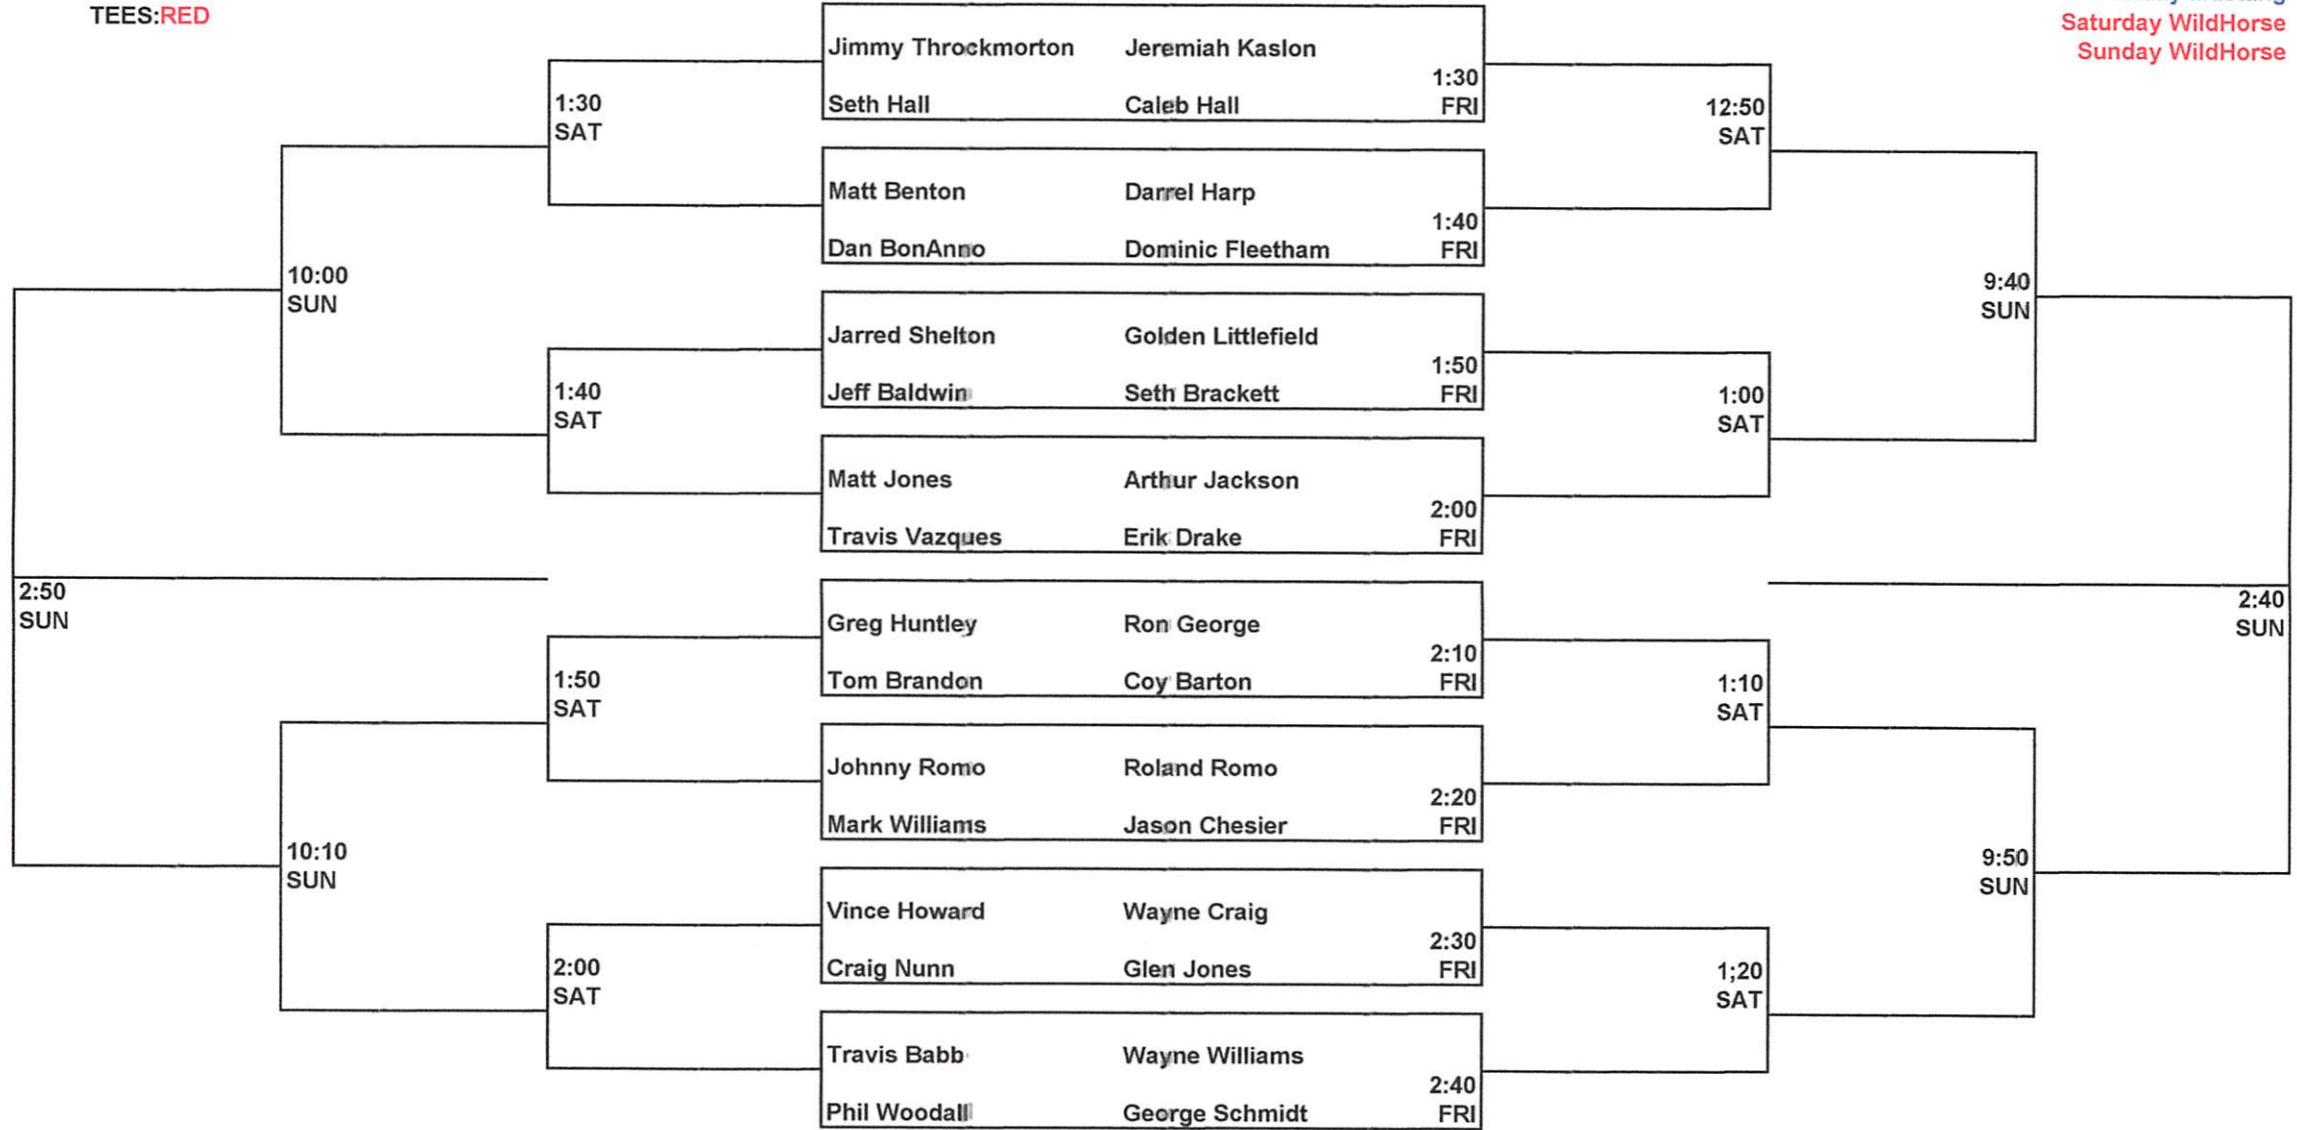 TEES:RED
Saturday WildHorse
Sunday WildHorse
Jimmy Throckmorton Jeremiah Kaslon
1:30
Seth Hall Caleb Hall FRI
1:30
SAT
12:50
SAT
Matt Benton Darrel Harp
1:40
Dan BonAnno Dominic Fleetham FRI
10:00
SUN
9:40
SUN
Jarred Shelton Golden Littlefield
1:50
Jeff Baldwin Seth Brackett FRI
1:40
SAT
1:00
SAT
Matt Jones Arthur Jackson
2:00
Travis Vazques Erik Drake FRI
2:50
SUN
2:40
SUN
Greg Huntley Ron George
2:10
Tom Brandon Coy Barton FRI
1:50
SAT
1:10
SAT
Johnny Romo Roland Romo
2:20
Mark Williams Jason Chesier FRI
10:10
SUN
9:50
SUN
Vince Howard Wayne Craig
2:30
Craig Nunn Glen Jones FRI
2:00
SAT
1;20
SAT
Travis Babb Wayne Williams
2:40
Phil Woodall George Schmidt FRI